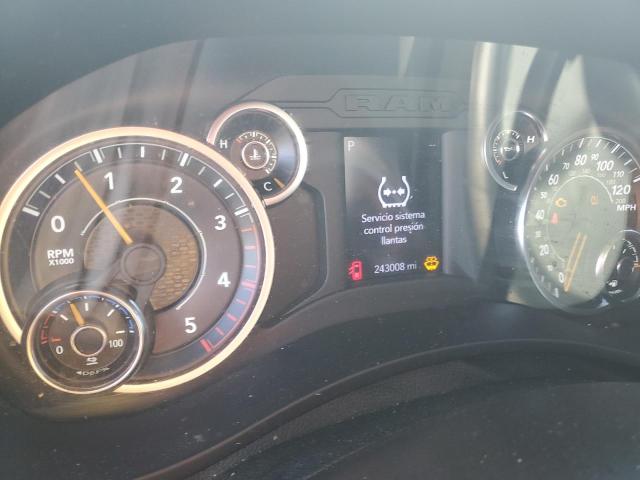 RAM
H
C
P
Servicio sistema
control presión
llantas
243008 mi
H
L
0
1
2
3
4
5
RPM
X1000
0
100
0
20
40
60
80
100
120
MPH